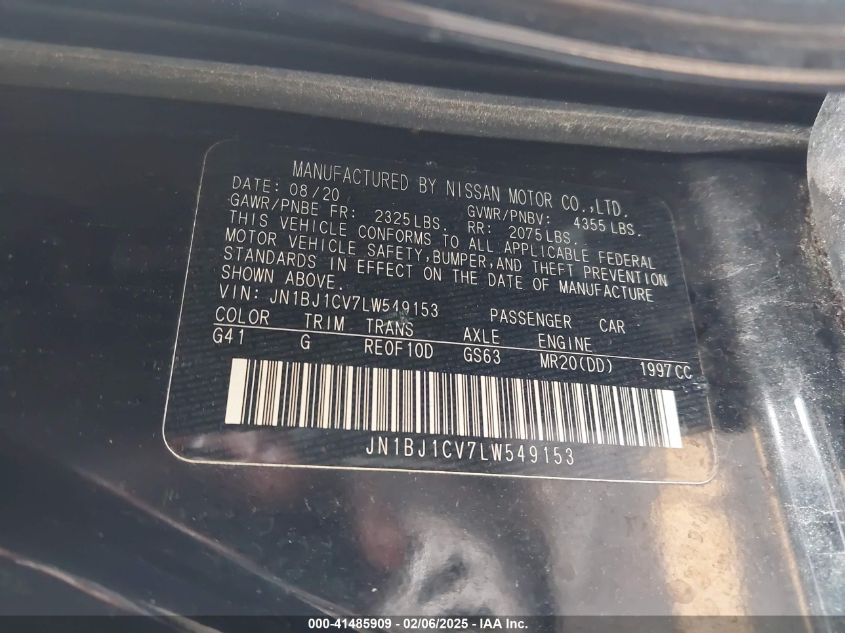 MANUFACTURED BY NISSAN MOTOR CO.,LTD.
DATE: 08/20 GVWR/PNBV: 4355 LBS.
GAWR/PNBE FR: 2325 LBS. RR: 2075 LBS.
THIS VEHICLE CONFORMS TO ALL APPLICABLE FEDERAL
MOTOR VEHICLE SAFETY, BUMPER, AND THEFT PREVENTION
STANDARDS IN EFFECT ON THE DATE OF MANUFACTURE
SHOWN ABOVE.
VIN: JN1BJ1CV7LW549153 PASSENGER CAR
COLOR TRIM TRANS AXLE ENGINE
G41 G RE0F10D GS63 MR20(DD) 1997CC
JN1BJ1CV7LW549153
000-41485909 - 02/06/2025 - www.iaai.com